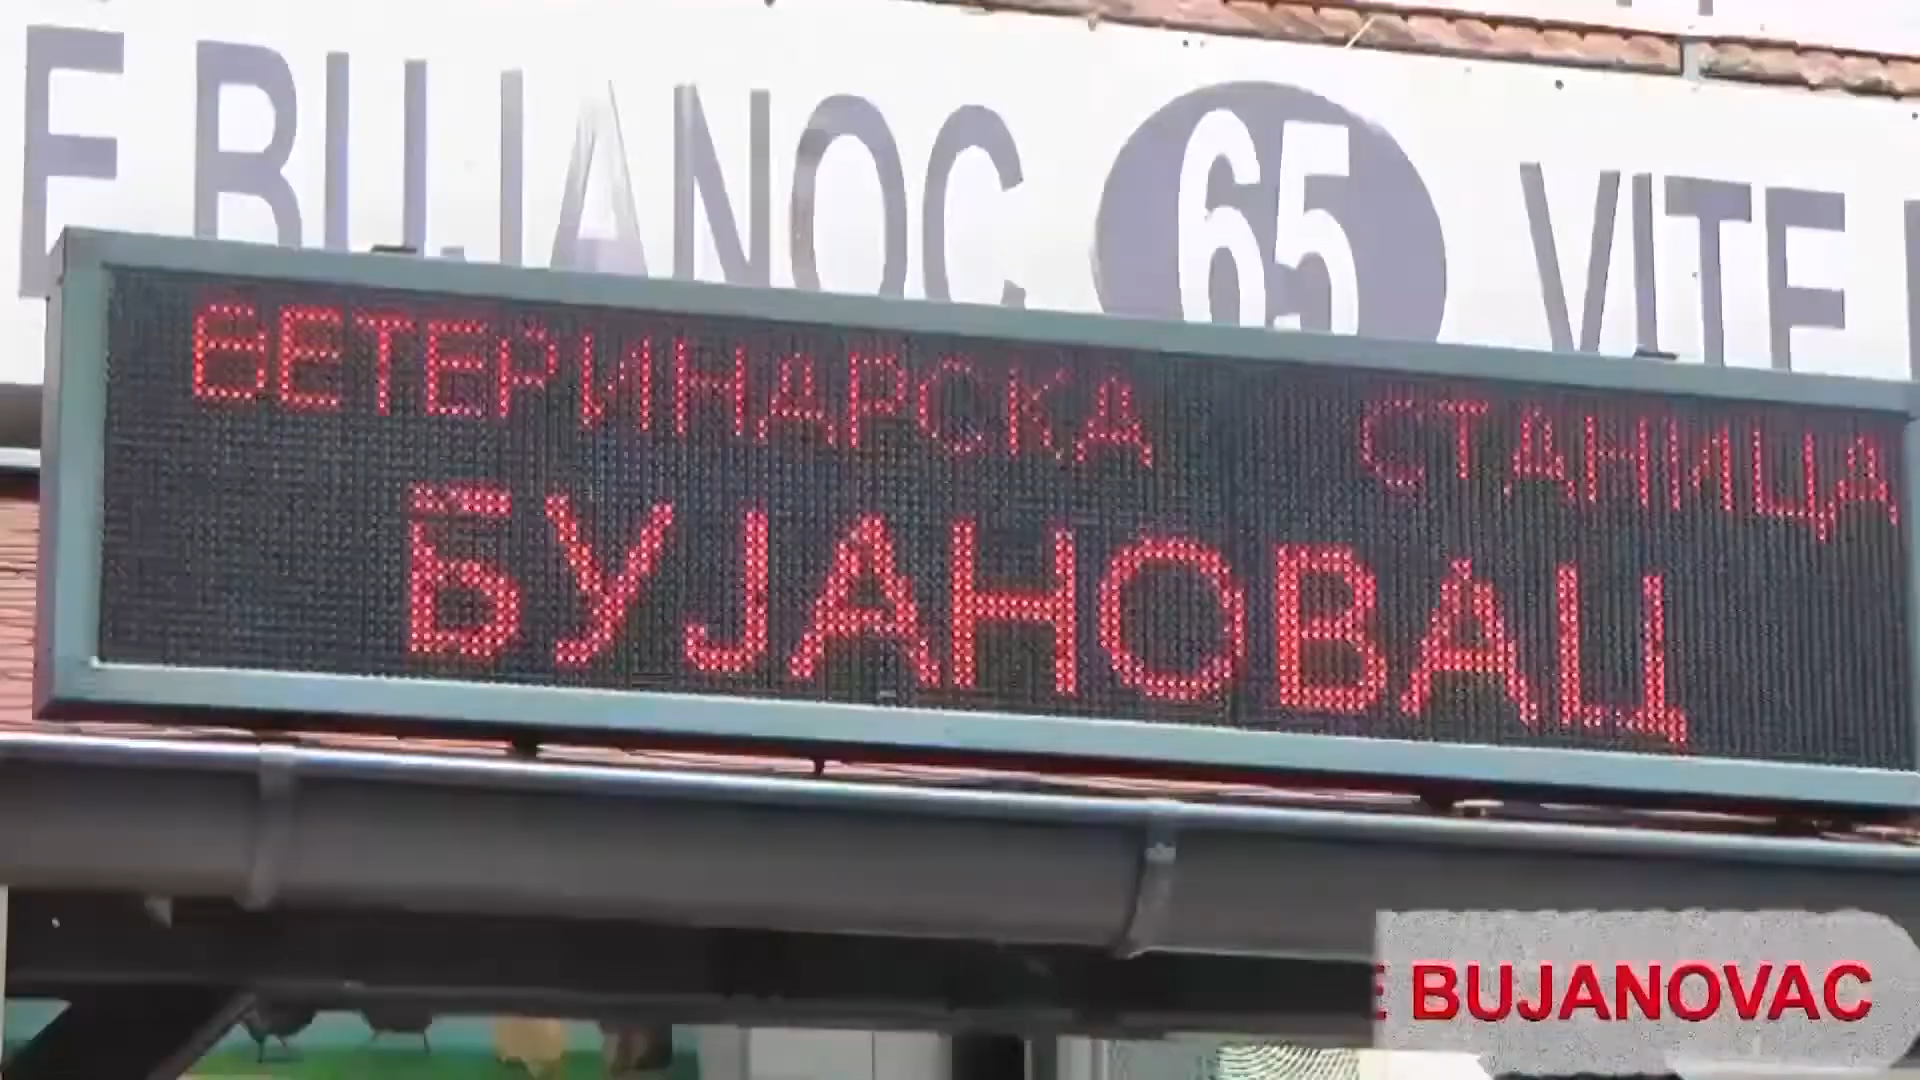 E BUJANOC 65 VITE
ВЕТЕРИНАРСКА СТАНИЦА
БУЈАНОВАЦ
E BUJANOVAC